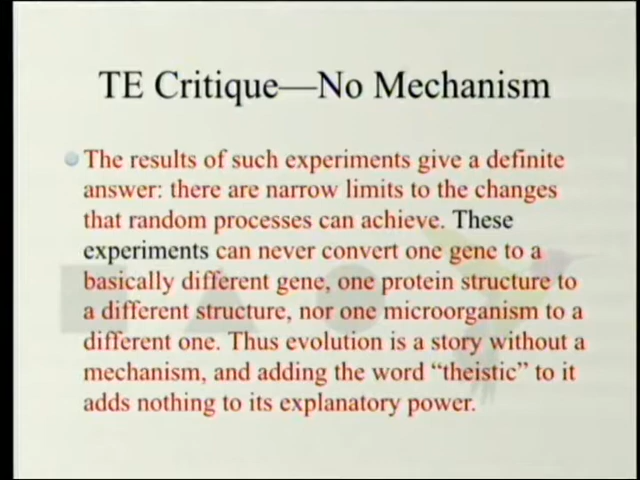 TE Critique—No Mechanism
The results of such experiments give a definite
answer: there are narrow limits to the changes
that random processes can achieve. These
experiments can never convert one gene to a
basically different gene, one protein structure to
a different structure, nor one microorganism to a
different one. Thus evolution is a story without a
mechanism, and adding the word “theistic” to it
adds nothing to its explanatory power.